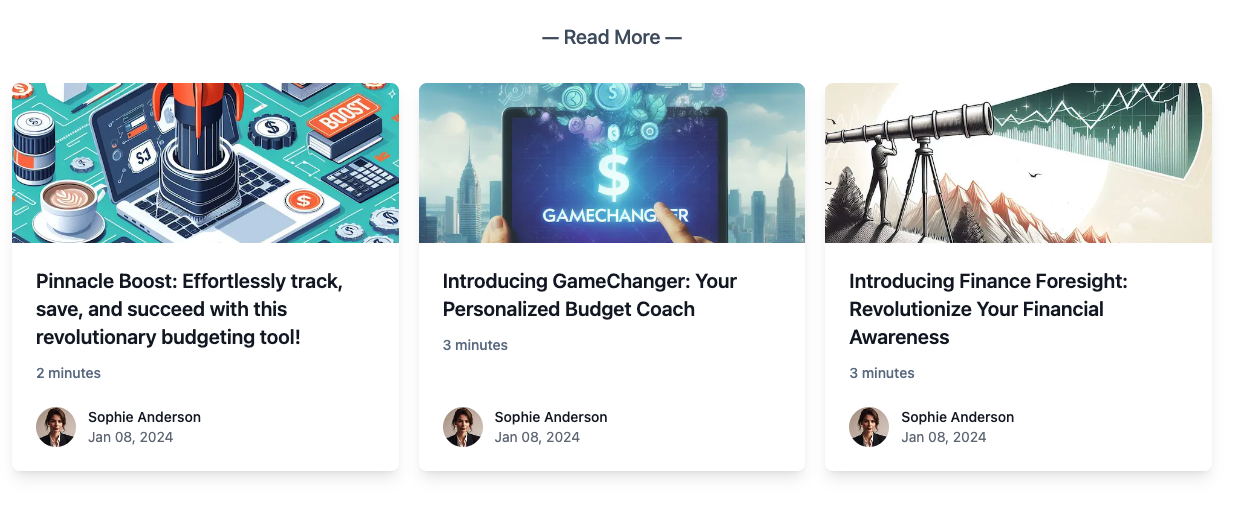 — Read More —
BOOST
$
GAMECHANGER
Pinnacle Boost: Effortlessly track,
save, and succeed with this
revolutionary budgeting tool!
2 minutes
Sophie Anderson
Jan 08, 2024
Introducing GameChanger: Your
Personalized Budget Coach
3 minutes
Sophie Anderson
Jan 08, 2024
Introducing Finance Foresight:
Revolutionize Your Financial
Awareness
3 minutes
Sophie Anderson
Jan 08, 2024